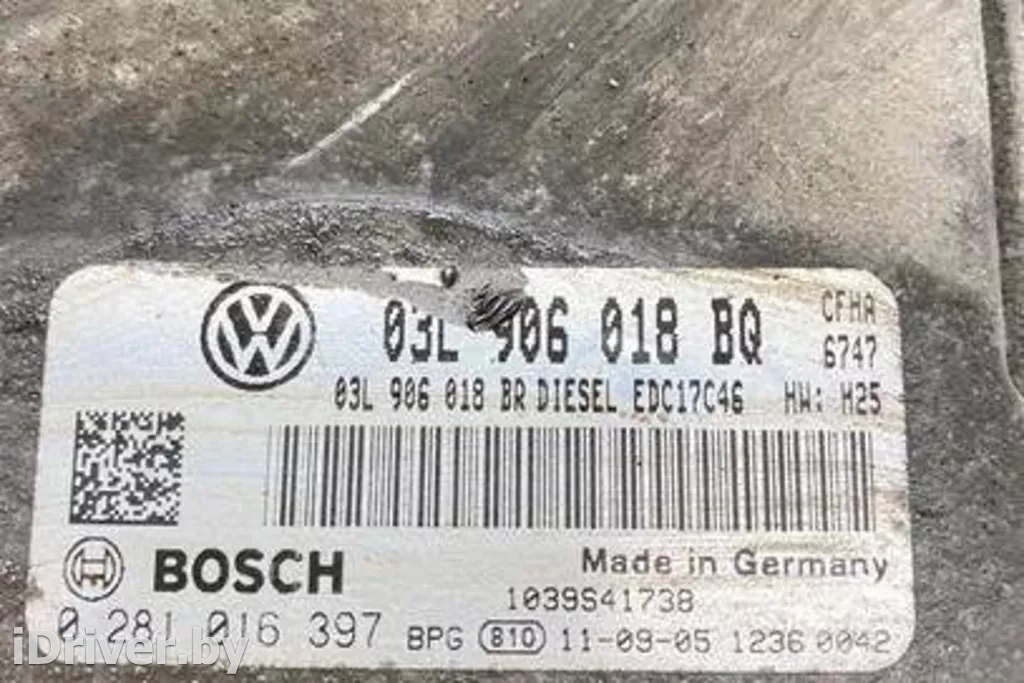 03L 906 018 BQ
CFHA
6747
03L 906 018 BR DIESEL EDC17C46 HW: H25
BOSCH
Made in Germany
1039S41738
0 281 016 397 BPG 810 11-09-05 1236 0042
iDriver.by